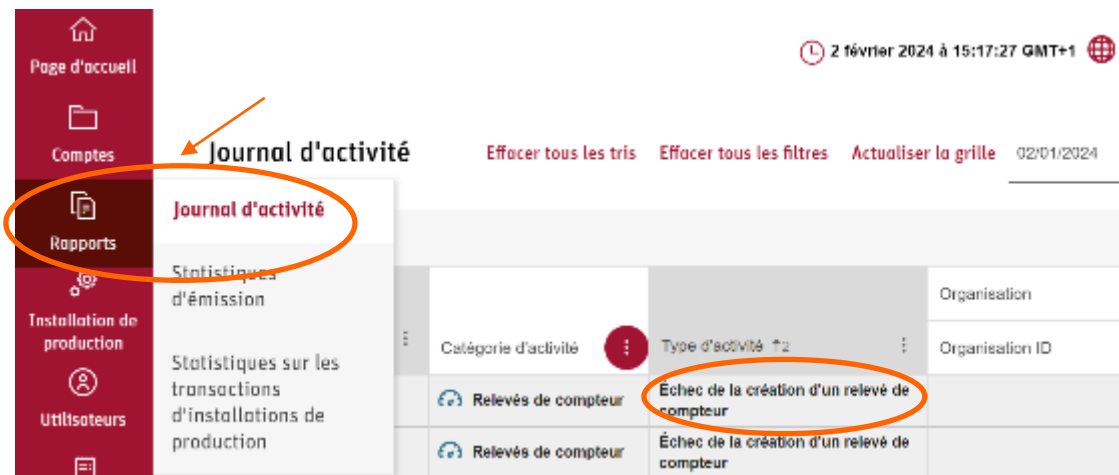 Page d'accueil
2 février 2024 à 15:17:27 GMT+1
Comptes
Journal d'activité
Effacer tous les tris
Effacer tous les filtres
Actualiser la grille
02/01/2024
Rapports
Journal d'activité
Statistiques
d'émission
Installation de
production
Statistiques sur les
transactions
d'installations de
production
Utilisateurs
Organisation
Catégorie d'activité
Type d'activité ↑2
Organisation ID
Relevés de compteur
Échec de la création d'un relevé de
compteur
Relevés de compteur
Échec de la création d'un relevé de
compteur